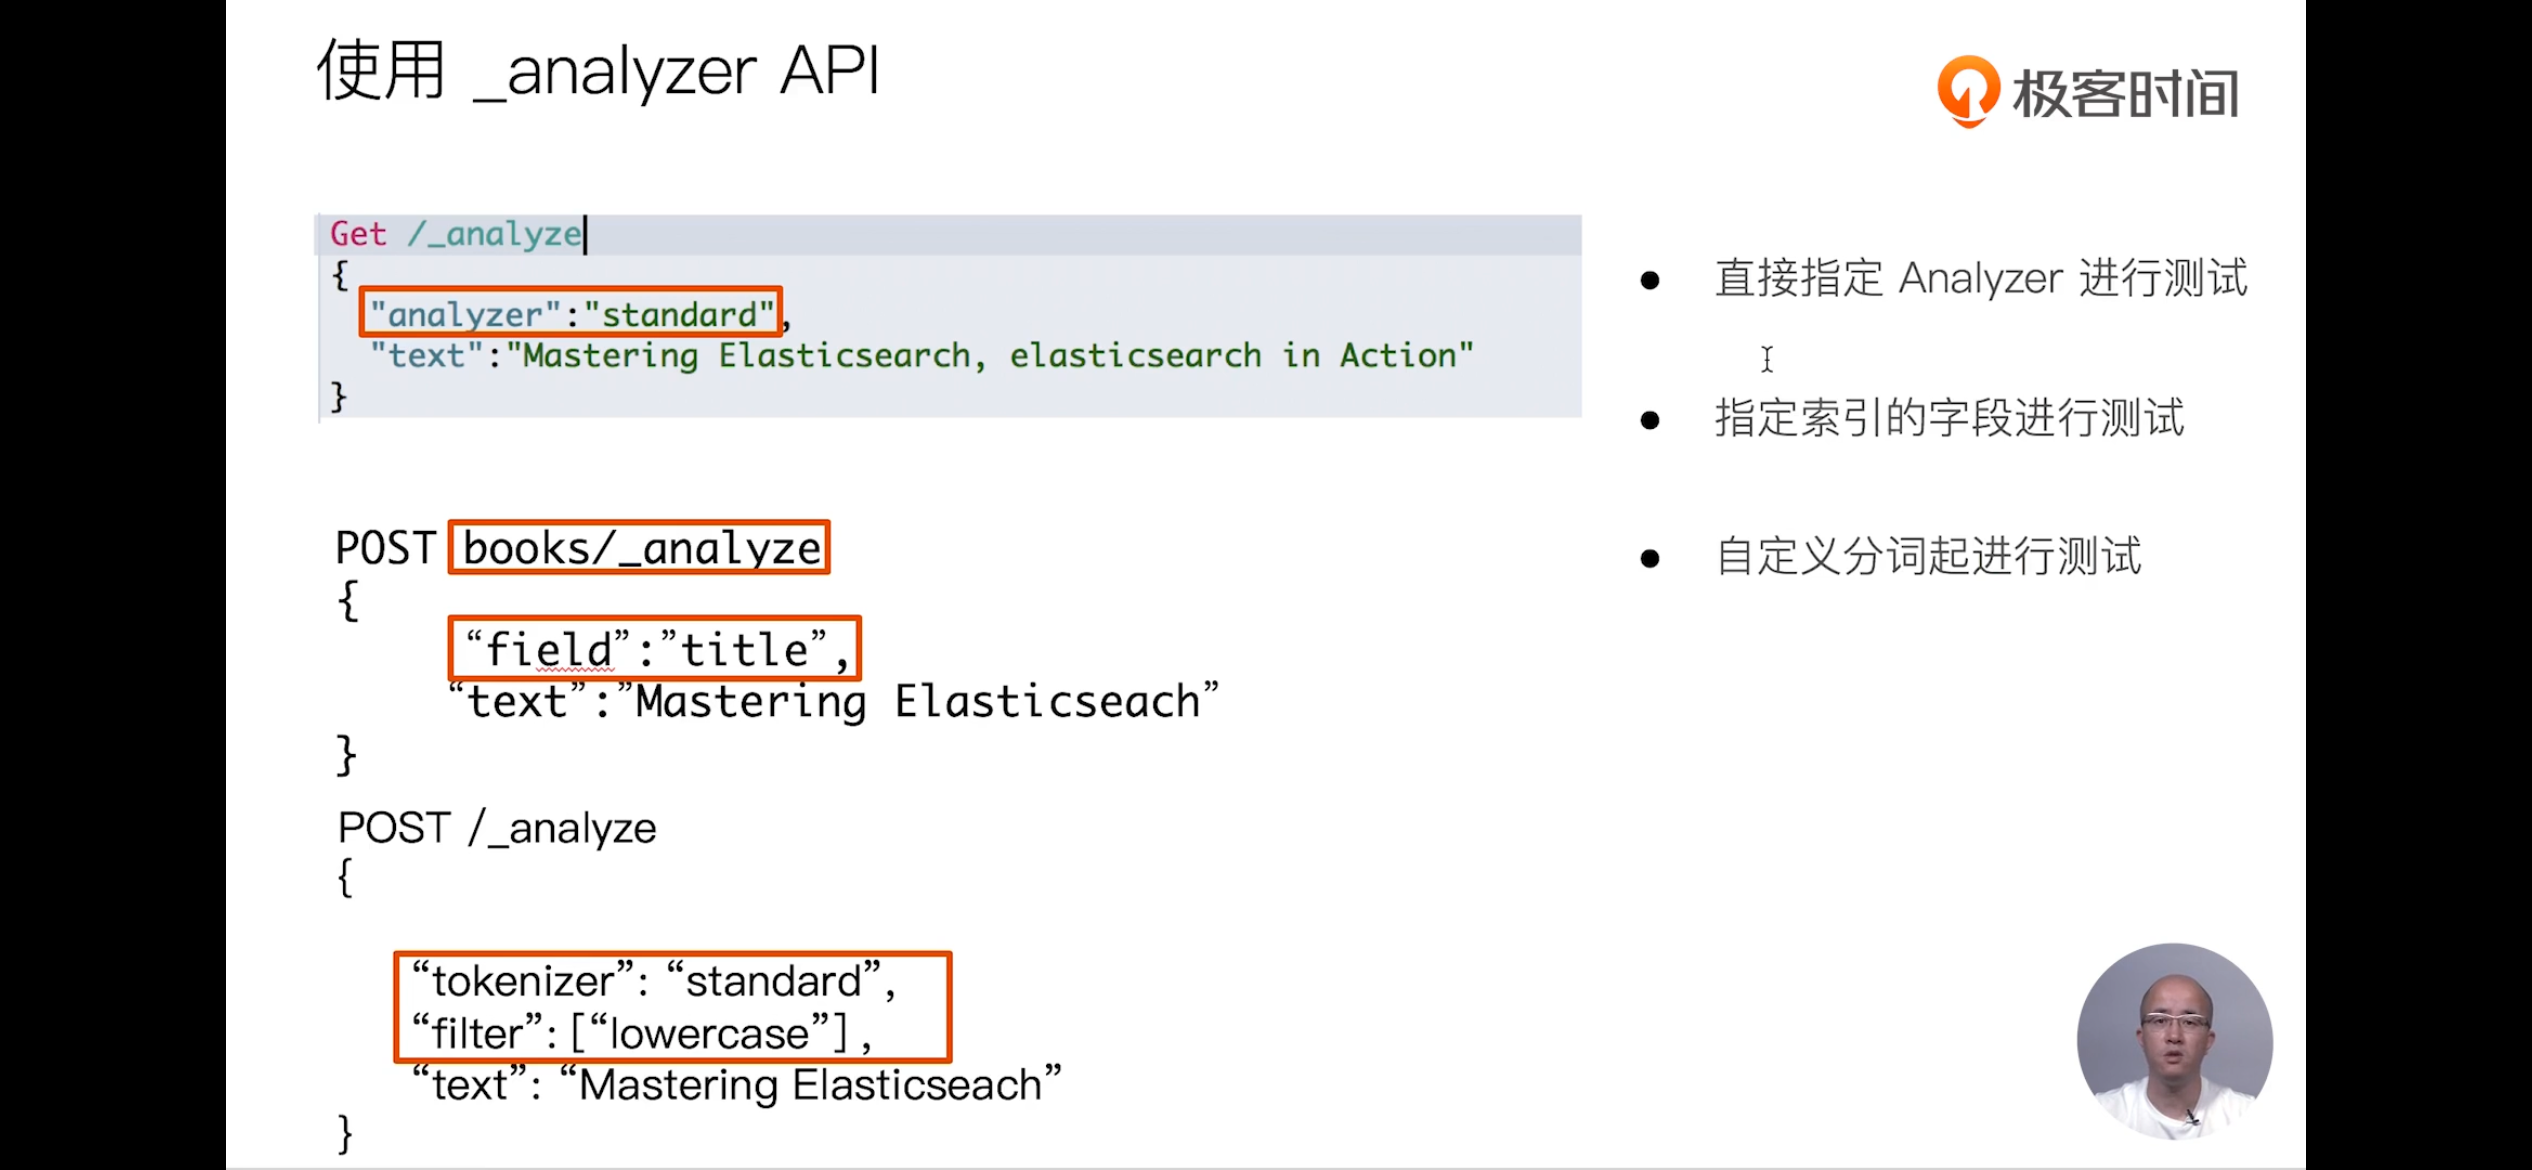 使用 _analyzer API
极客时间
Get /_analyze
{
"analyzer":"standard",
"text":"Mastering Elasticsearch, elasticsearch in Action"
}
● 直接指定 Analyzer 进行测试
● 指定索引的字段进行测试
● 自定义分词起进行测试
POST books/_analyze
{
“field”:”title”,
“text”:”Mastering Elasticseach”
}
POST /_analyze
{
“tokenizer”: “standard”,
“filter”: [“lowercase”] ,
“text”: “Mastering Elasticseach”
}